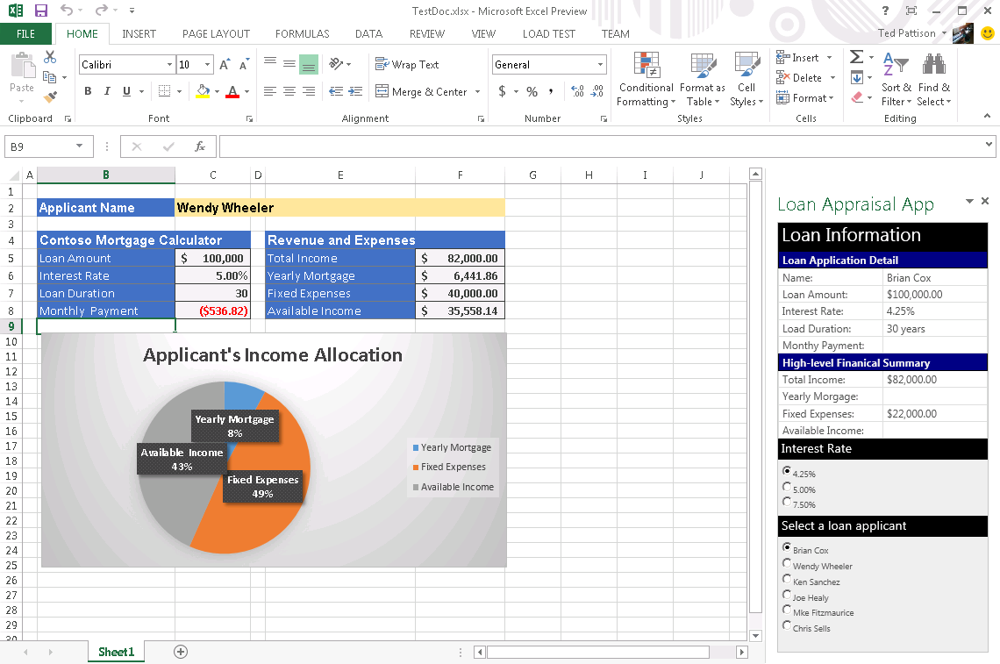 TestDoc.xlsx - Microsoft Excel Preview
?
FILE HOME INSERT PAGE LAYOUT FORMULAS DATA REVIEW VIEW LOAD TEST TEAM
Ted Pattison
Paste
Clipboard
Calibri 10 A A
B I U A
Font
Wrap Text
Merge & Center
Alignment
General
$ % , .00 .00
Number
Conditional Formatting
Format as Table
Cell Styles
Styles
Insert
Delete
Format
Cells
Σ
Sort & Filter
Find & Select
Editing
B9 fx
A B C D E F G H I J
1
2 Applicant Name Wendy Wheeler
3
4 Contoso Mortgage Calculator Revenue and Expenses
5 Loan Amount $ 100,000 Total Income $ 82,000.00
6 Interest Rate 5.00% Yearly Mortgage $ 6,441.86
7 Loan Duration 30 Fixed Expenses $ 40,000.00
8 Monthly Payment ($536.82) Available Income $ 35,558.14
9
10
11
12
13
14
15
16
17
18
19
20
21
22
23
24
25
26
27
28
29
30
Applicant's Income Allocation
Yearly Mortgage
8%
Available Income
43%
Fixed Expenses
49%
Yearly Mortgage
Fixed Expenses
Available Income
Sheet1
Loan Appraisal App
Loan Information
Loan Application Detail
Name: Brian Cox
Loan Amount: $100,000.00
Interest Rate: 4.25%
Load Duration: 30 years
Monthy Payment:
High-level Finanical Summary
Total Income: $82,000.00
Yearly Morgage:
Fixed Expenses: $22,000.00
Available Income:
Interest Rate
4.25%
5.00%
7.50%
Select a loan applicant
Brian Cox
Wendy Wheeler
Ken Sanchez
Joe Healy
Mke Fitzmaurice
Chris Sells